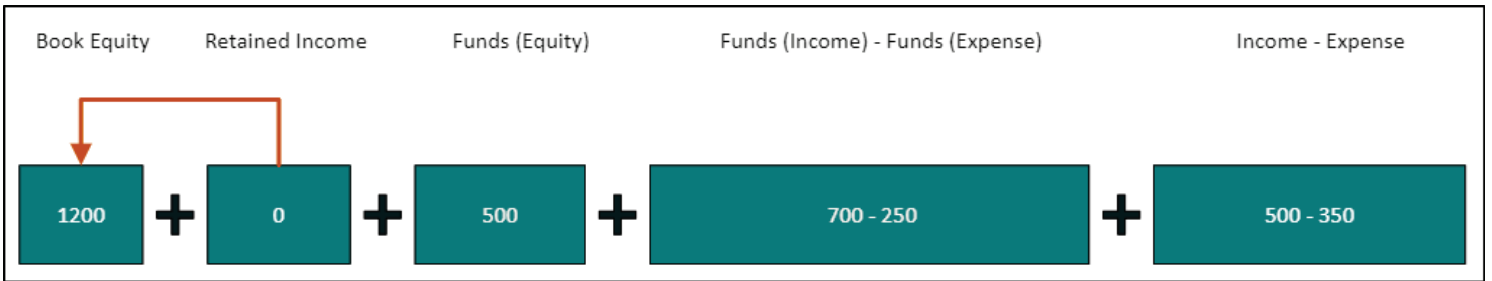 Book Equity Retained Income Funds (Equity) Funds (Income) - Funds (Expense) Income - Expense
1200 + 0 + 500 + 700 - 250 + 500 - 350